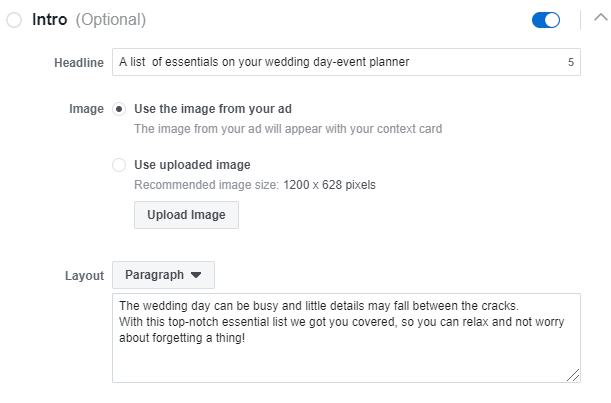 Intro (Optional)
Headline A list  of essentials on your wedding day-event planner 5
Image Use the image from your ad
The image from your ad will appear with your context card
Use uploaded image
Recommended image size: 1200 x 628 pixels
Upload Image
Layout Paragraph
The wedding day can be busy and little details may fall between the cracks.
With this top-notch essential list we got you covered, so you can relax and not worry
about forgetting a thing!